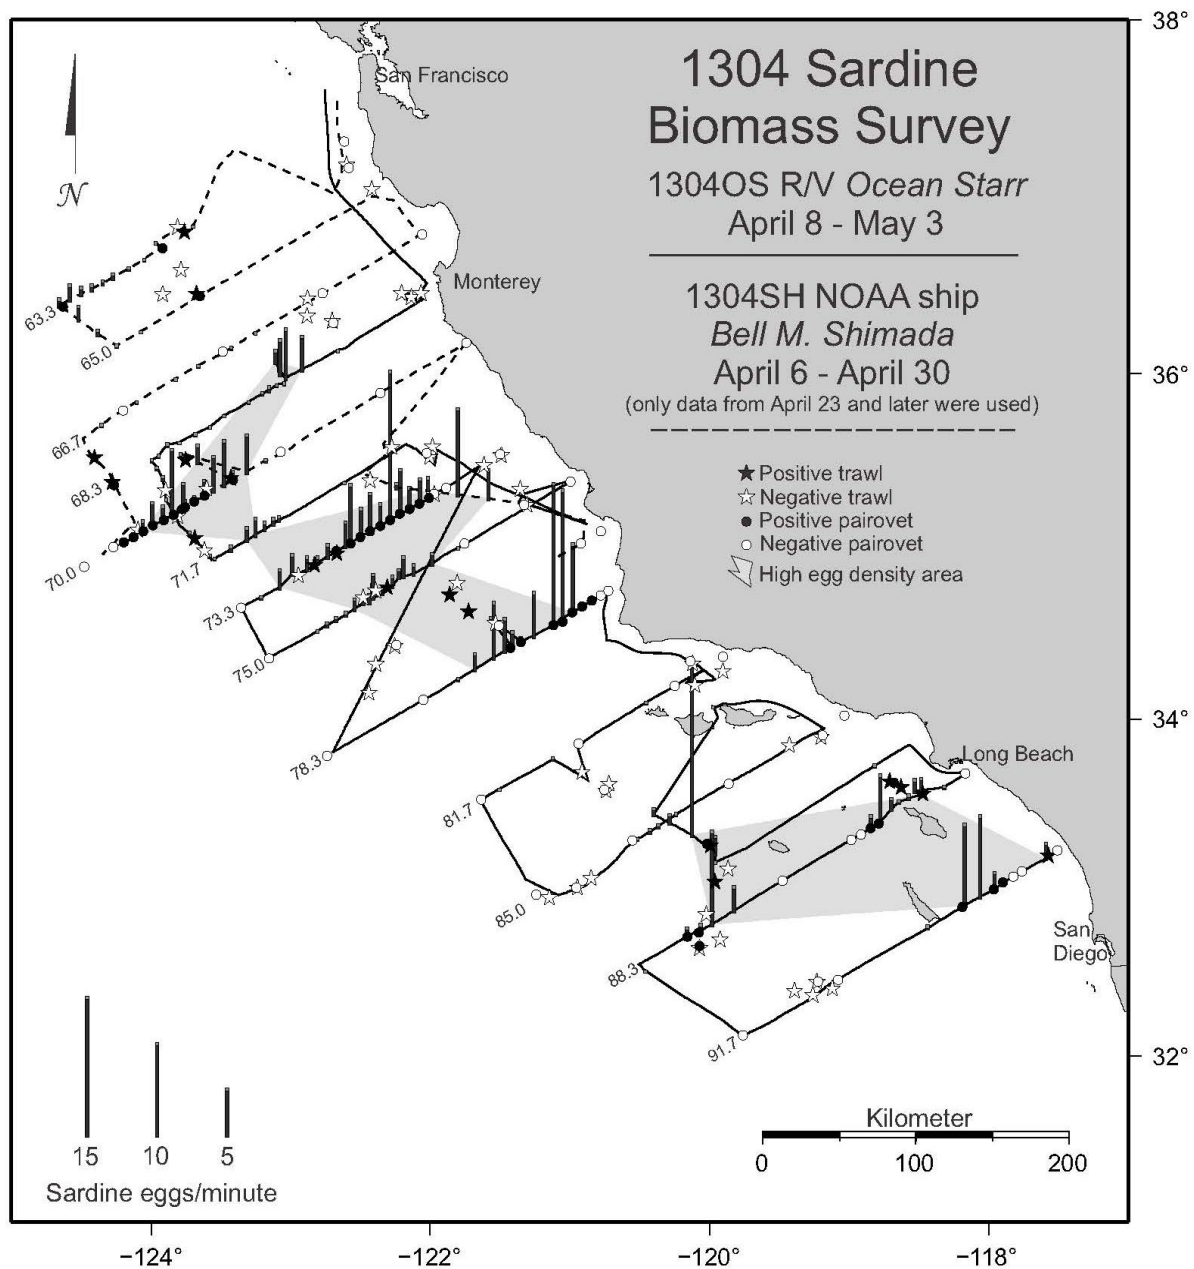 38°
San Francisco
1304 Sardine
Biomass Survey
1304OS R/V Ocean Starr
April 8 - May 3
N
Monterey
1304SH NOAA ship
Bell M. Shimada
April 6 - April 30
(only data from April 23 and later were used)
63.3
65.0
36°
66.7
68.3
Positive trawl
Negative trawl
Positive pairovet
Negative pairovet
High egg density area
70.0
71.7
73.3
75.0
34°
78.3
Long Beach
81.7
85.0
San
Diego
88.3
91.7
32°
Kilometer
0 100 200
15 10 5
Sardine eggs/minute
−124° −122° −120° −118°